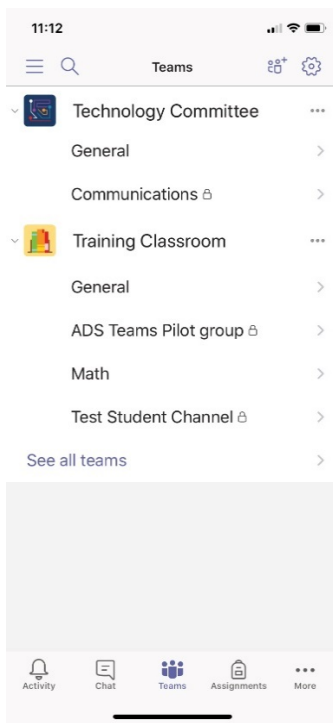 11:12
Teams
Technology Committee
General
Communications
Training Classroom
General
ADS Teams Pilot group
Math
Test Student Channel
See all teams
Activity
Chat
Teams
Assignments
More